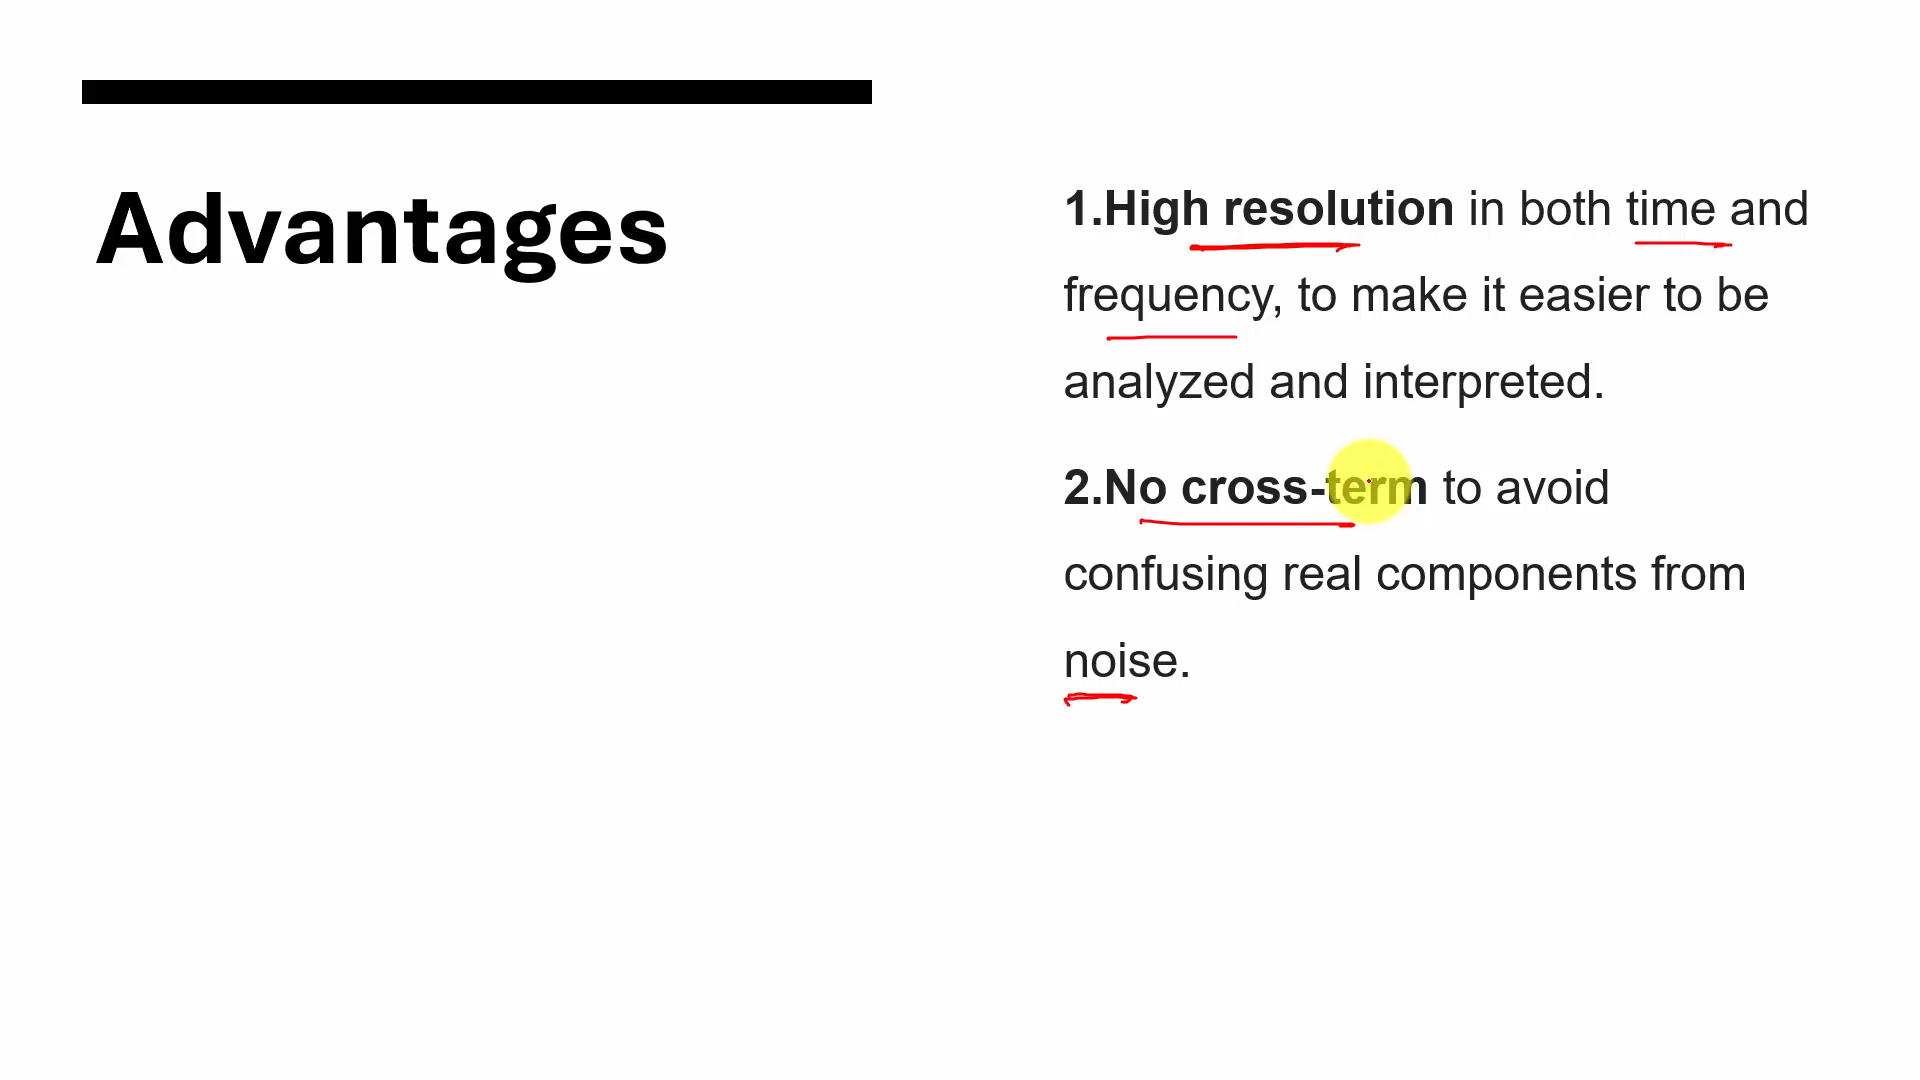 Advantages
1.High resolution in both time and
frequency, to make it easier to be
analyzed and interpreted.
2.No cross-term to avoid
confusing real components from
noise.